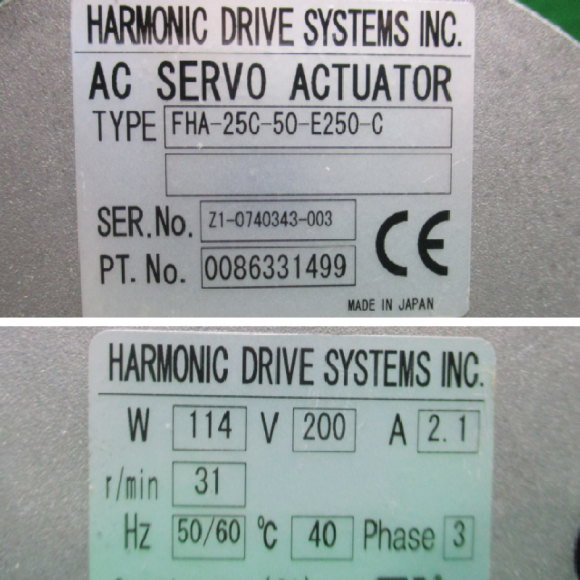 HARMONIC DRIVE SYSTEMS INC.
AC SERVO ACTUATOR
TYPE FHA-25C-50-E250-C
SER.No. Z1-0740343-003
PT. No. 0086331499
CE
MADE IN JAPAN
HARMONIC DRIVE SYSTEMS INC.
W 114 V 200 A 2.1
r/min 31
Hz 50/60 ℃ 40 Phase 3